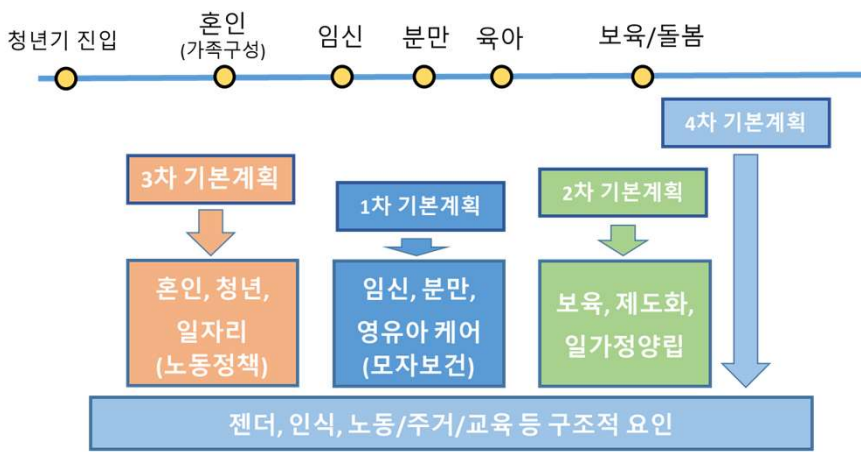 청년기 진입
혼인
(가족구성)
임신
분만
육아
보육/돌봄
4차 기본계획
3차 기본계획
1차 기본계획
2차 기본계획
혼인, 청년,
일자리
(노동정책)
임신, 분만,
영유아 케어
(모자보건)
보육, 제도화,
일가정양립
젠더, 인식, 노동/주거/교육 등 구조적 요인